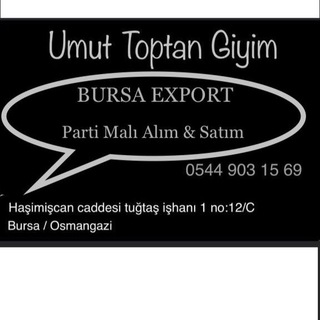 Umut Toptan Giyim
BURSA EXPORT
Parti Malı Alım & Satım
0544 903 15 69
Haşimişcan caddesi tuğtaş işhanı 1 no:12/C
Bursa / Osmangazi